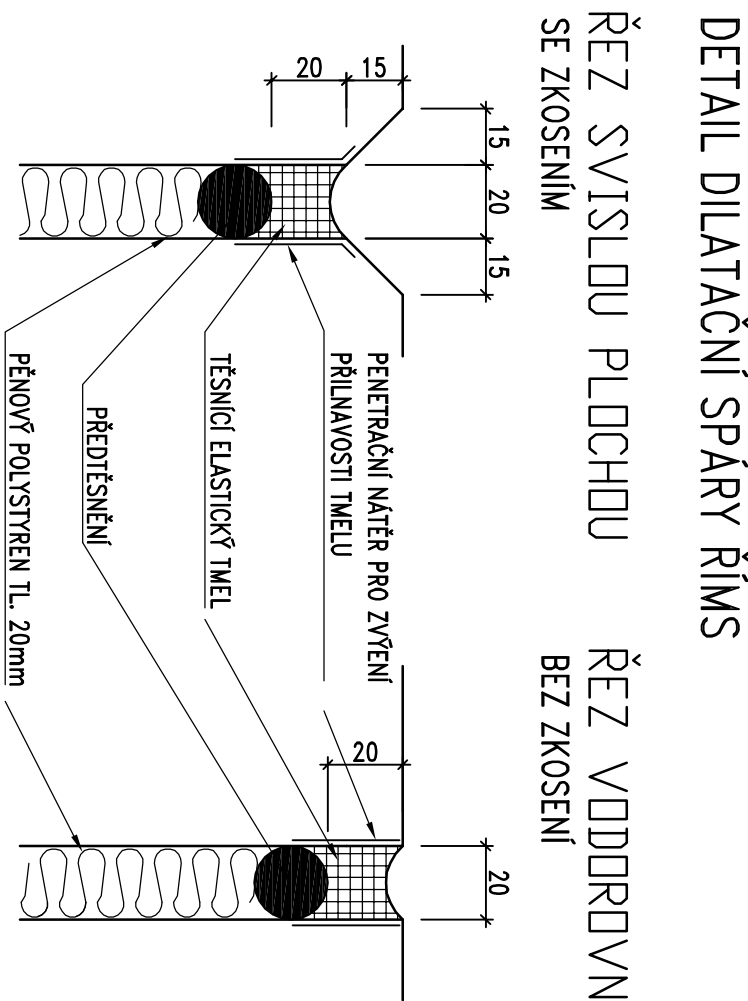 DETAIL DILATAČNÍ SPÁRY ŘÍMS
ŘEZ SVISLOU PLOCHOU
SE ZKOSENÍM
ŘEZ VODOROVN
BEZ ZKOSENÍ
15
20
15
20
15
20
20
PENETRAČNÍ NÁTĚR PRO ZVÝENÍ
PŘILNAVOSTI TMELU
TĚSNÍCÍ ELASTICKÝ TMEL
PŘEDTĚSNĚNÍ
PĚNOVÝ POLYSTYREN TL. 20mm